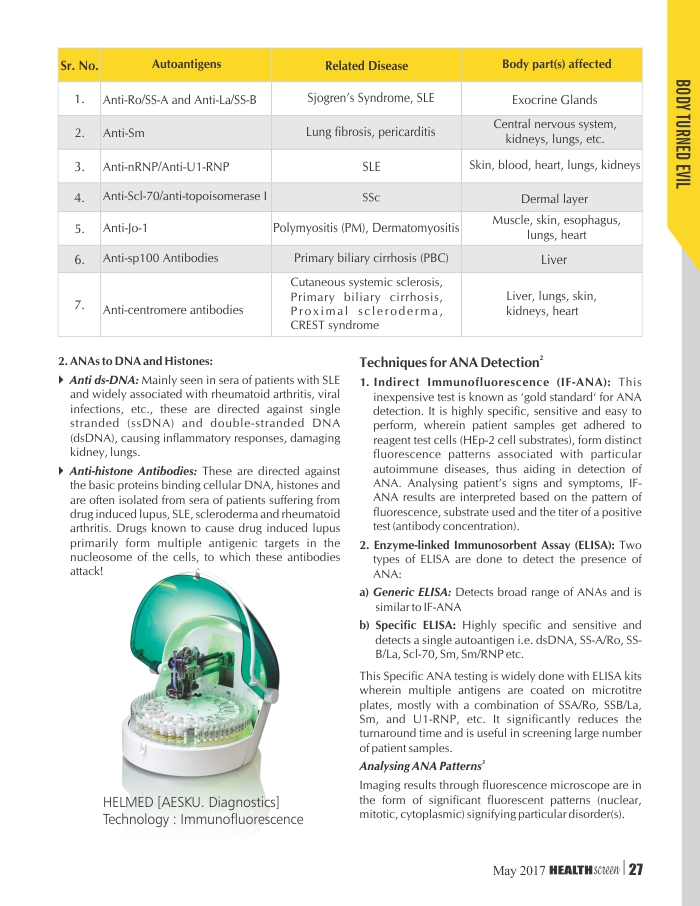 Sr. No. Autoantigens Related Disease Body part(s) affected
1. Anti-Ro/SS-A and Anti-La/SS-B Sjogren's Syndrome, SLE Exocrine Glands
2. Anti-Sm Lung fibrosis, pericarditis Central nervous system,
kidneys, lungs, etc.
3. Anti-nRNP/Anti-U1-RNP SLE Skin, blood, heart, lungs, kidneys
4. Anti-Scl-70/anti-topoisomerase I SSc Dermal layer
5. Anti-Jo-1 Polymyositis (PM), Dermatomyositis Muscle, skin, esophagus,
lungs, heart
6. Anti-sp100 Antibodies Primary biliary cirrhosis (PBC) Liver
7. Anti-centromere antibodies Cutaneous systemic sclerosis,
Primary biliary cirrhosis,
Proximal scleroderma,
CREST syndrome
Liver, lungs, skin,
kidneys, heart
BODY TURNED EVIL
2. ANAs to DNA and Histones:
Anti ds-DNA: Mainly seen in sera of patients with SLE
and widely associated with rheumatoid arthritis, viral
infections, etc., these are directed against single
stranded (ssDNA) and double-stranded DNA
(dsDNA), causing inflammatory responses, damaging
kidney, lungs.
Anti-histone Antibodies: These are directed against
the basic proteins binding cellular DNA, histones and
are often isolated from sera of patients suffering from
drug induced lupus, SLE, scleroderma and rheumatoid
arthritis. Drugs known to cause drug induced lupus
primarily form multiple antigenic targets in the
nucleosome of the cells, to which these antibodies
attack!
HELMED [AESKU. Diagnostics]
Technology : Immunofluorescence
Techniques for ANA Detection²
1. Indirect Immunofluorescence (IF-ANA): This
inexpensive test is known as 'gold standard' for ANA
detection. It is highly specific, sensitive and easy to
perform, wherein patient samples get adhered to
reagent test cells (HEp-2 cell substrates), form distinct
fluorescence patterns associated with particular
autoimmune diseases, thus aiding in detection of
ANA. Analysing patient's signs and symptoms, IF-
ANA results are interpreted based on the pattern of
fluorescence, substrate used and the titer of a positive
test (antibody concentration).
2. Enzyme-linked Immunosorbent Assay (ELISA): Two
types of ELISA are done to detect the presence of
ANA:
a) Generic ELISA: Detects broad range of ANAs and is
similar to IF-ANA
b) Specific ELISA: Highly specific and sensitive and
detects a single autoantigen i.e. dsDNA, SS-A/Ro, SS-
B/La, Scl-70, Sm, Sm/RNP etc.
This Specific ANA testing is widely done with ELISA kits
wherein multiple antigens are coated on microtitre
plates, mostly with a combination of SSA/Ro, SSB/La,
Sm, and U1-RNP, etc. It significantly reduces the
turnaround time and is useful in screening large number
of patient samples.
Analysing ANA Patterns²
Imaging results through fluorescence microscope are in
the form of significant fluorescent patterns (nuclear,
mitotic, cytoplasmic) signifying particular disorder(s).
May 2017 HEALTHscreen 27